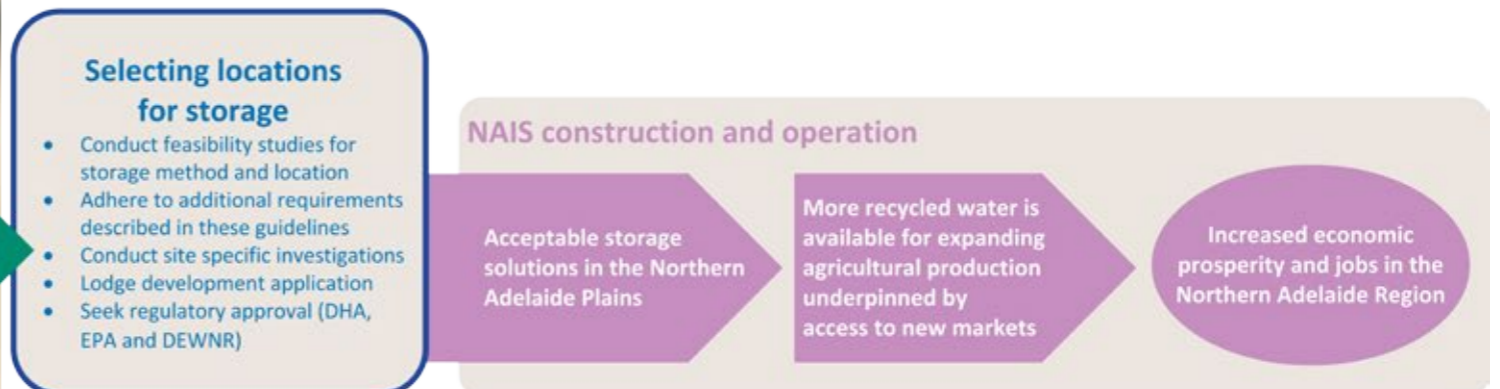 Selecting locations
for storage
• Conduct feasibility studies for
storage method and location
• Adhere to additional requirements
described in these guidelines
• Conduct site specific investigations
• Lodge development application
• Seek regulatory approval (DHA,
EPA and DEWNR)
NAIS construction and operation
Acceptable storage
solutions in the Northern
Adelaide Plains
More recycled water is
available for expanding
agricultural production
underpinned by
access to new markets
Increased economic
prosperity and jobs in the
Northern Adelaide Region